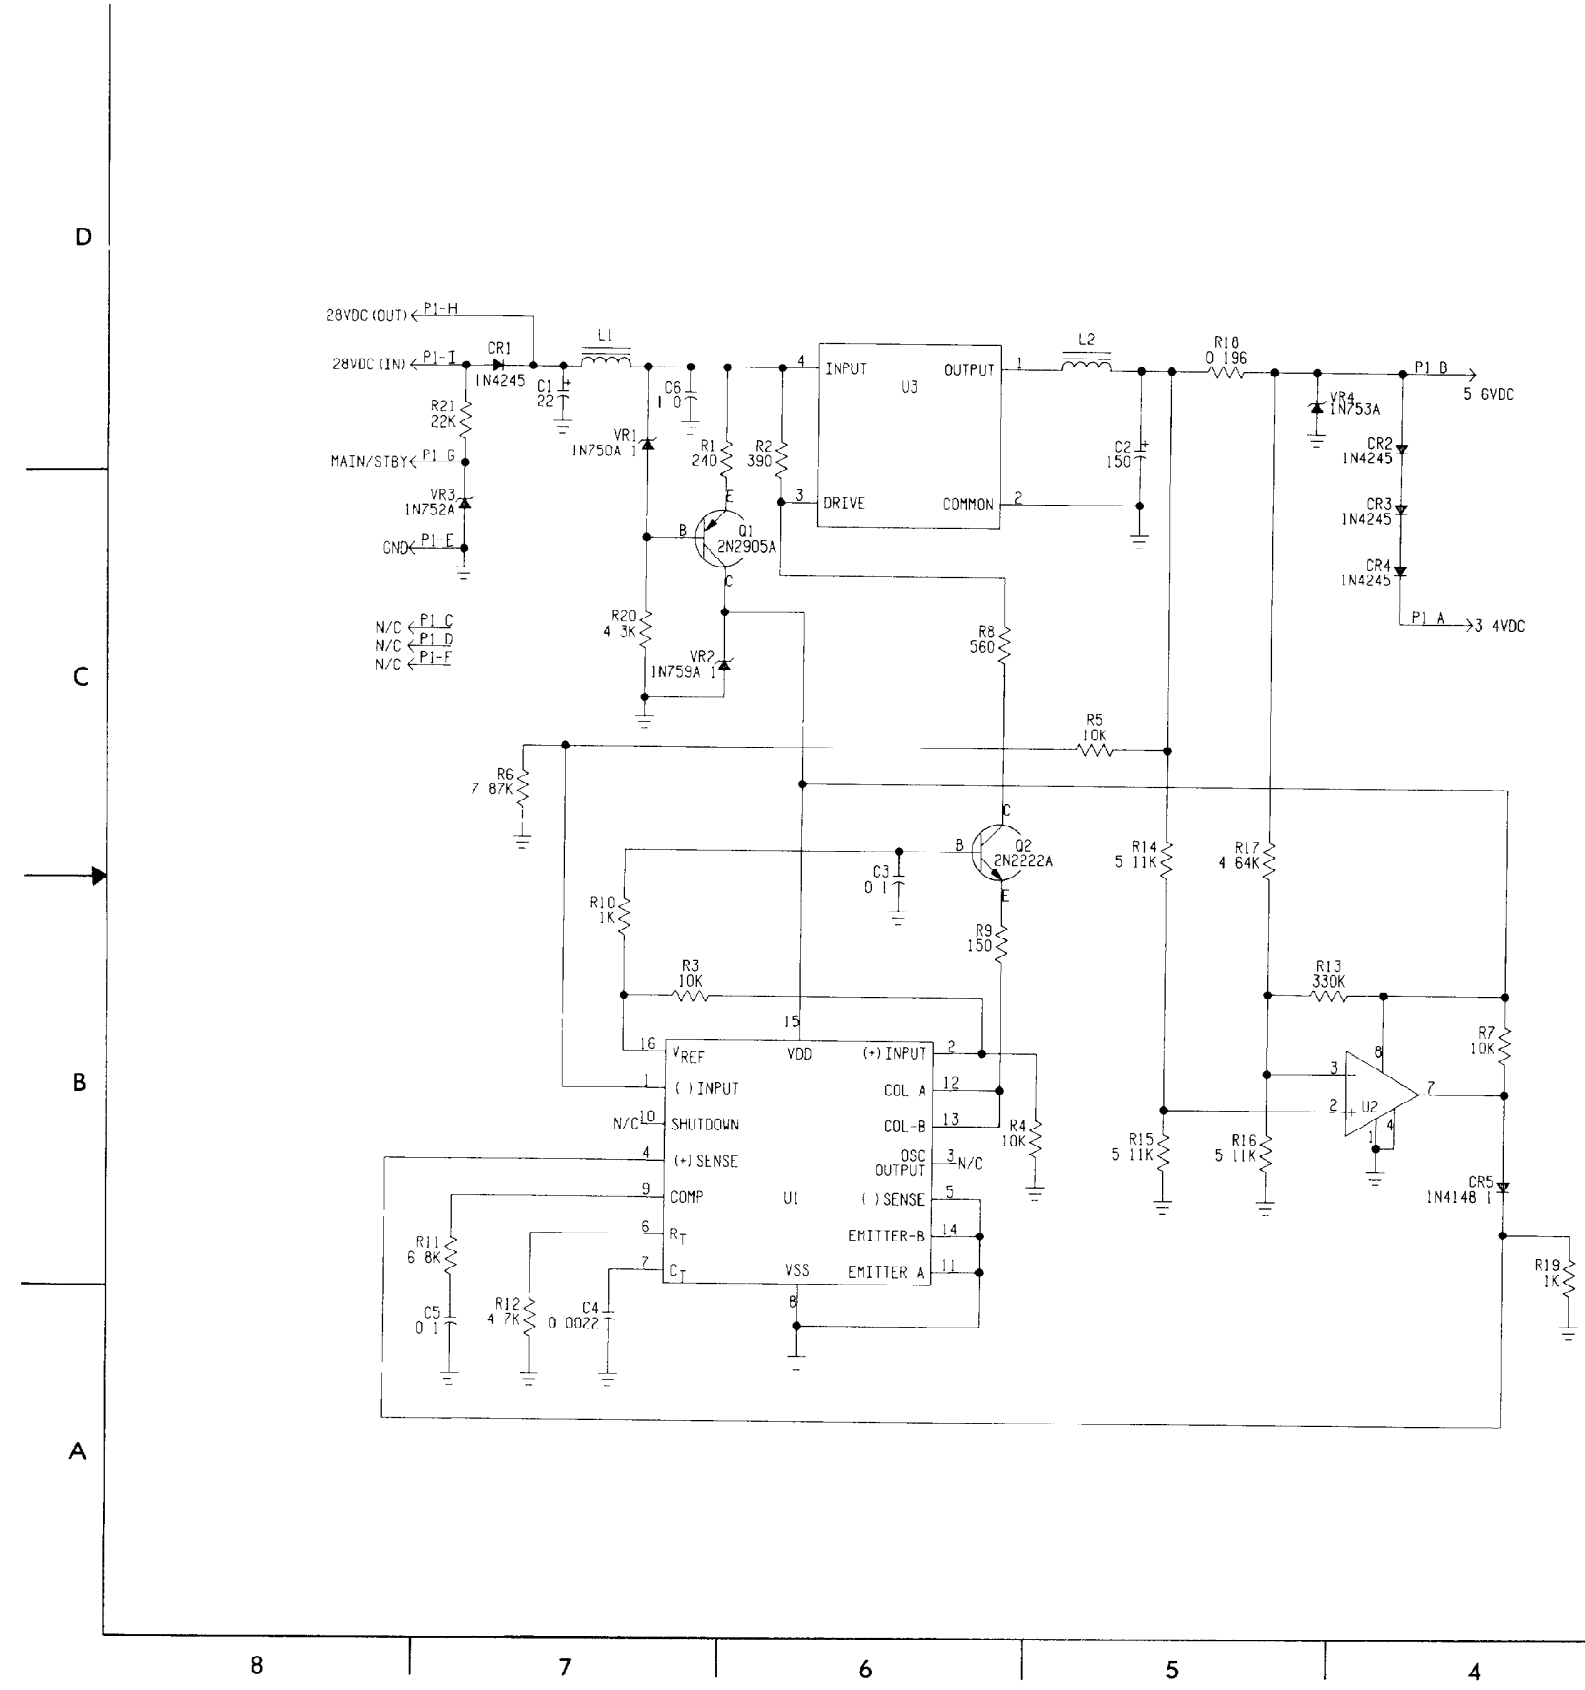 D
28VDC(OUT) P1-H
28VDC(IN) P1-I
CR1
1N4245
L1
C1 +
22
R21
22K
MAIN/STBY P1 G
VR3
1N752A
GND P1-E
N/C P1 C
N/C P1 D
N/C P1-F
VR1
1N750A 1
C6
1 0
R1
240
R2
390
4 INPUT
U3
OUTPUT 1
3 DRIVE
COMMON 2
L2
R18
0 196
P1 B
5 6VDC
VR4
1N753A
CR2
1N4245
C2 +
150
CR3
1N4245
CR4
1N4245
P1 A
3 4VDC
E
B
Q1
2N2905A
C
R20
4 3K
VR2
1N759A 1
R8
560
C
R5
10K
R6
7 87K
C
B
Q2
2N2222A
E
C3
0 1
R14
5 11K
R17
4 64K
R10
1K
R9
150
R3
10K
R13
330K
B
15
16 VREF
VDD
(+)INPUT 2
1 ( )INPUT
COL A 12
N/C 10 SHUTDOWN
COL-B 13
4 (+)SENSE
OSC
OUTPUT 3 N/C
9 COMP
U1
( )SENSE 5
6 RT
EMITTER-B 14
7 CT
VSS
EMITTER A 11
8
R4
10K
R15
5 11K
R16
5 11K
8
3 −
2 +
U2
7
1
4
R7
10K
CR5
1N4148 1
R19
1K
R11
6 8K
C5
0 1
R12
4 7K
C4
0 0022
A
8
7
6
5
4